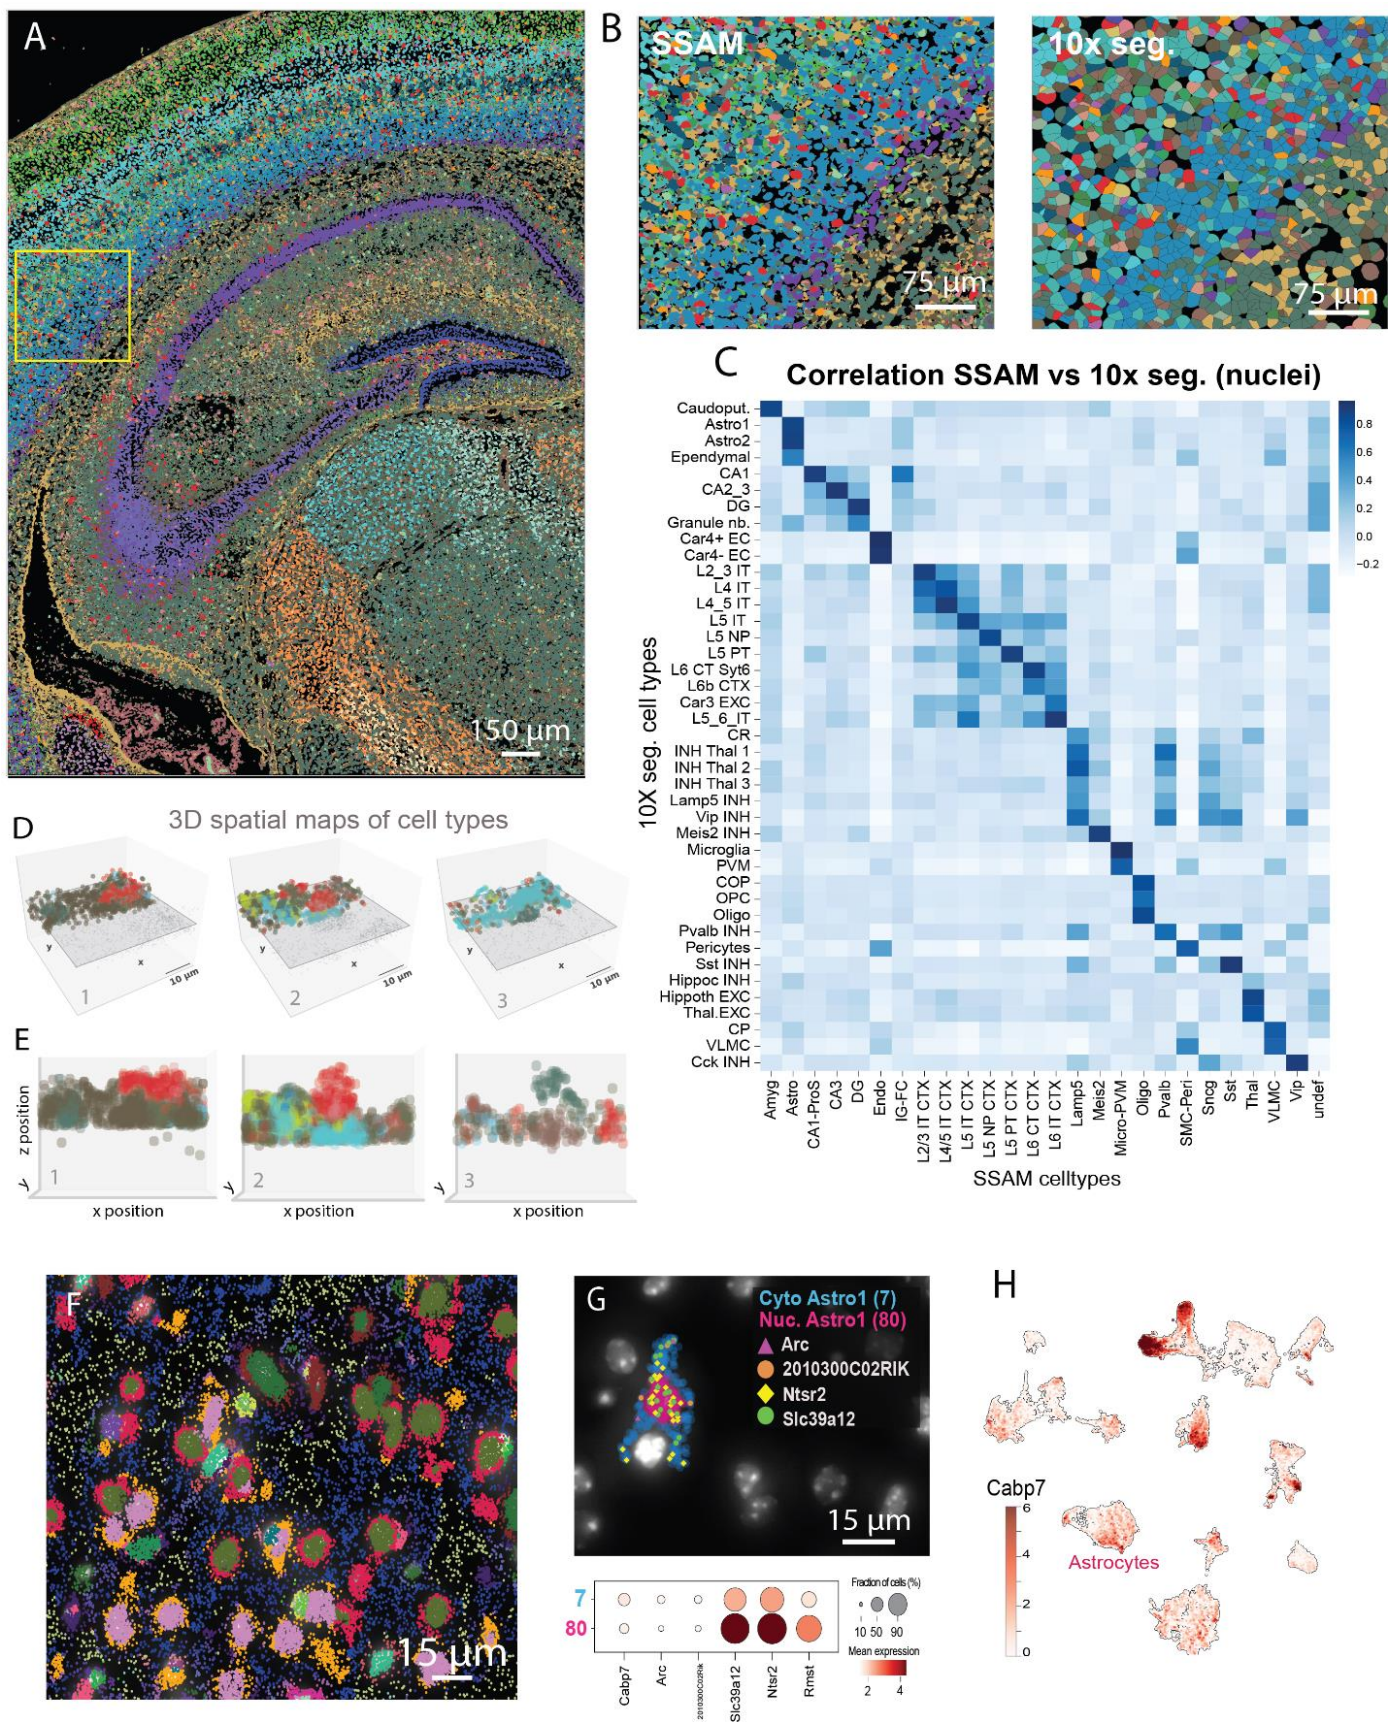 A
150 µm
B
SSAM
75 µm
10x seg.
75 µm
C
Correlation SSAM vs 10x seg. (nuclei)
10X seg. cell types
Caudoput.
Astro1
Astro2
Ependymal
CA1
CA2_3
DG
Granule nb.
Car4+ EC
Car4- EC
L2_3 IT
L4 IT
L4_5 IT
L5 IT
L5 NP
L5 PT
L6 CT Syt6
L6b CTX
Car3 EXC
L5_6_IT
CR
INH Thal 1
INH Thal 2
INH Thal 3
Lamp5 INH
Vip INH
Meis2 INH
Microglia
PVM
COP
OPC
Oligo
Pvalb INH
Pericytes
Sst INH
Hippoc INH
Hippoth EXC
Thal.EXC
CP
VLMC
Cck INH
0.8
0.6
0.4
0.2
0.0
−0.2
Amyg
Astro
CA1-ProS
CA3
DG
Endo
IG-FC
L2/3 IT CTX
L4/5 IT CTX
L5 IT CTX
L5 NP CTX
L5 PT CTX
L6 CT CTX
L6 IT CTX
Lamp5
Meis2
Micro-PVM
Oligo
Pvalb
SMC-Peri
Sncg
Sst
Thal
VLMC
Vip
undef
SSAM celltypes
D
3D spatial maps of cell types
y
x
10 µm
1
y
x
10 µm
2
y
x
10 µm
3
E
z position
y
1
x position
y
2
x position
y
3
x position
F
15 µm
G
Cyto Astro1 (7)
Nuc. Astro1 (80)
Arc
2010300C02RIK
Ntsr2
Slc39a12
15 µm
7
80
Cabp7
Arc
2010300C02Rik
Slc39a12
Ntsr2
Rmst
Fraction of cells (%)
10 50 90
Mean expression
2 4
H
Cabp7
6
4
2
0
Astrocytes